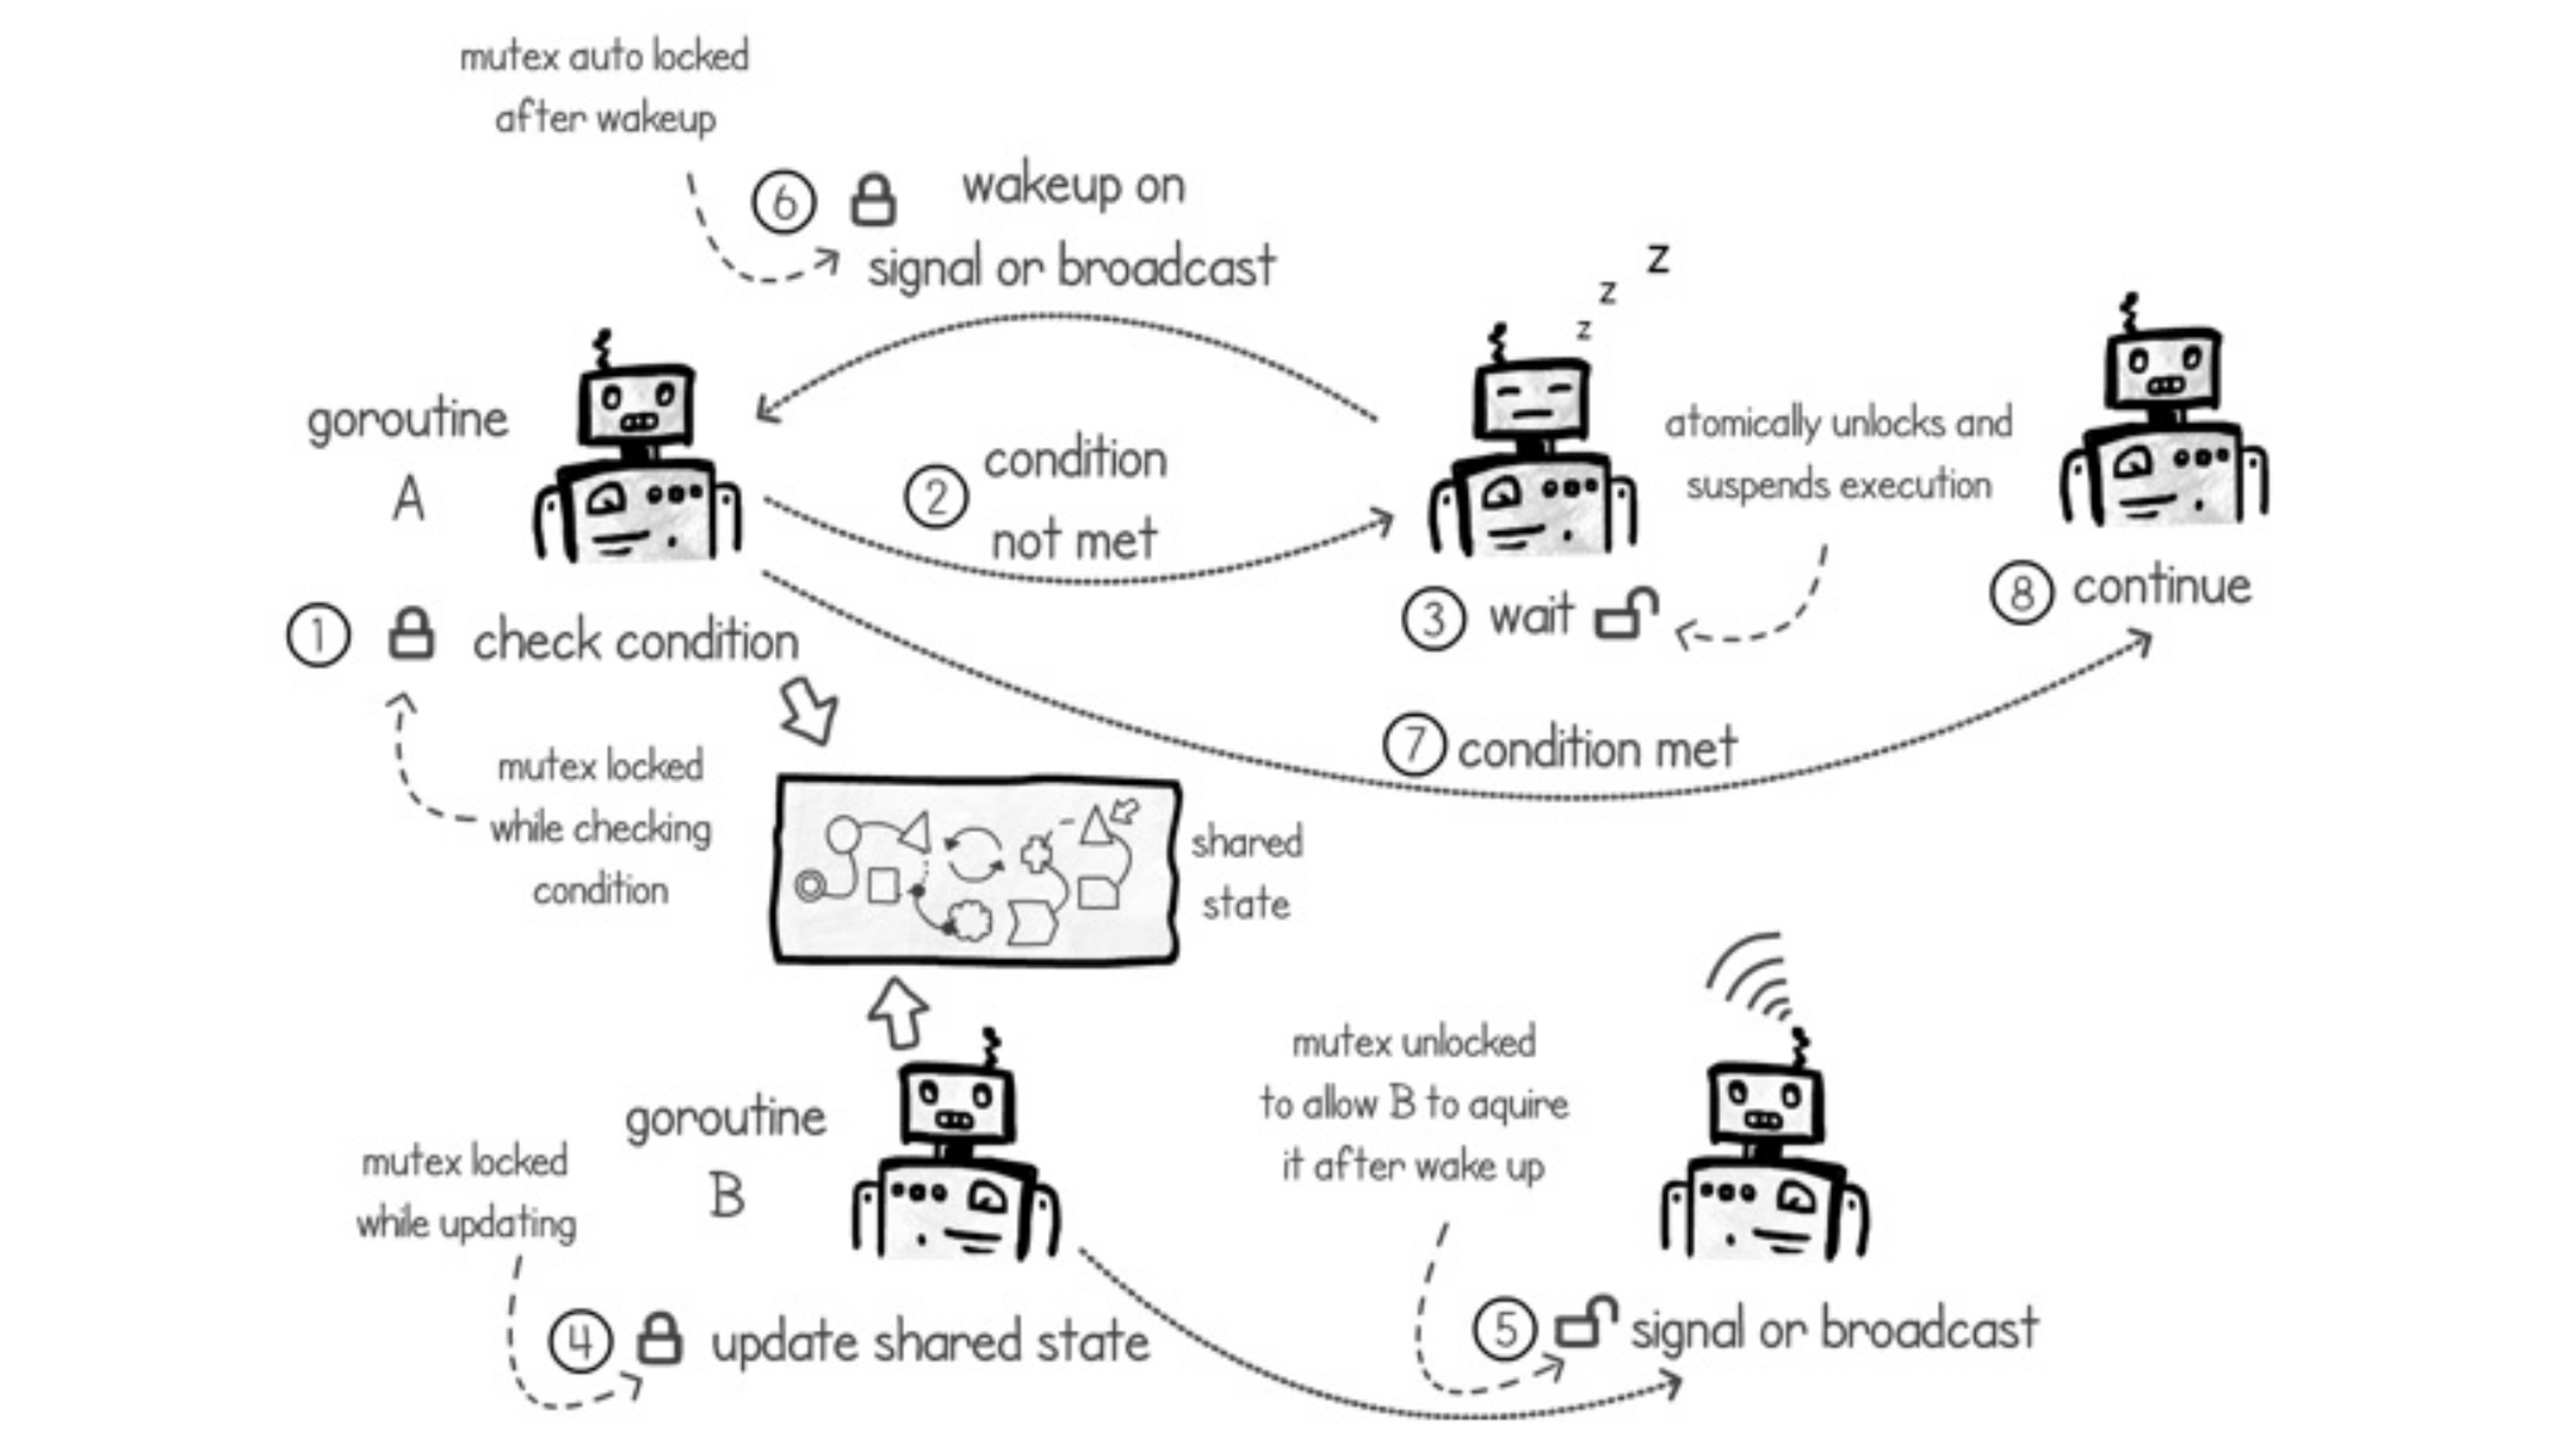 mutex auto locked
after wakeup
6
wakeup on
signal or broadcast
z
z
z
goroutine
A
2
condition
not met
atomically unlocks and
suspends execution
1
check condition
3
wait
8
continue
7
condition met
mutex locked
while checking
condition
shared
state
goroutine
B
mutex locked
while updating
mutex unlocked
to allow B to aquire
it after wake up
4
update shared state
5
signal or broadcast